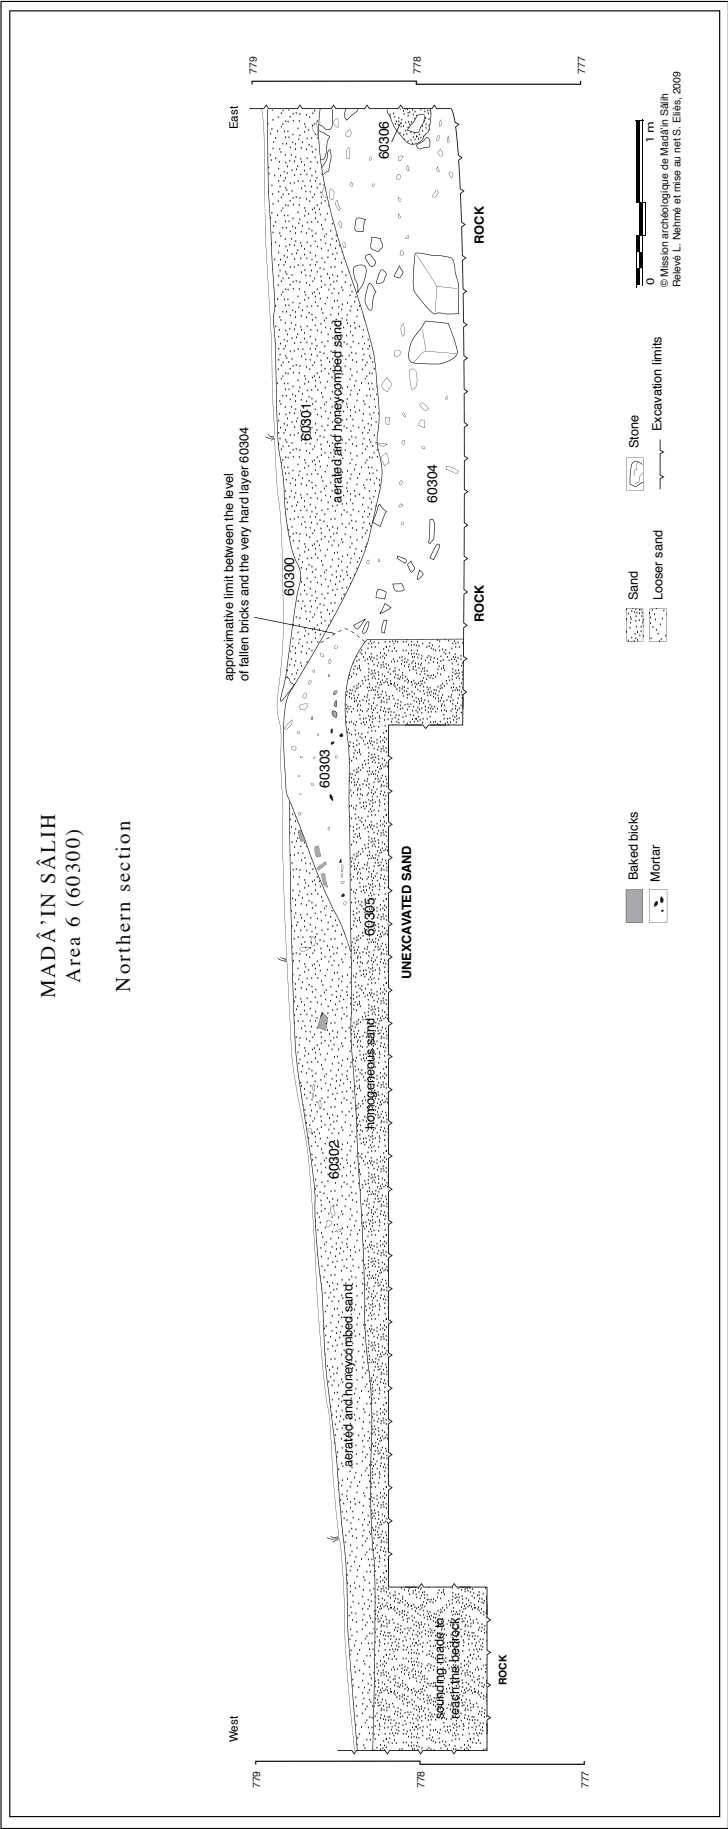 MADÂ'IN SÂLIH
Area 6 (60300)
Northern section
West
East
779
778
777
779
778
777
approximative limit between the level
of fallen bricks and the very hard layer 60304
60300
60301
aerated and honeycombed sand
60302
aerated and honeycombed sand
60303
60304
60305
homogeneous sand
60306
UNEXCAVATED SAND
sounding made to
reach the bedrock
ROCK
ROCK
ROCK
Baked bicks
Mortar
Sand
Looser sand
Stone
Excavation limits
0
1 m
© Mission archéologique de Madâ'in Sâlih
Relevé L. Nehmé et mise au net S. Eliès, 2009